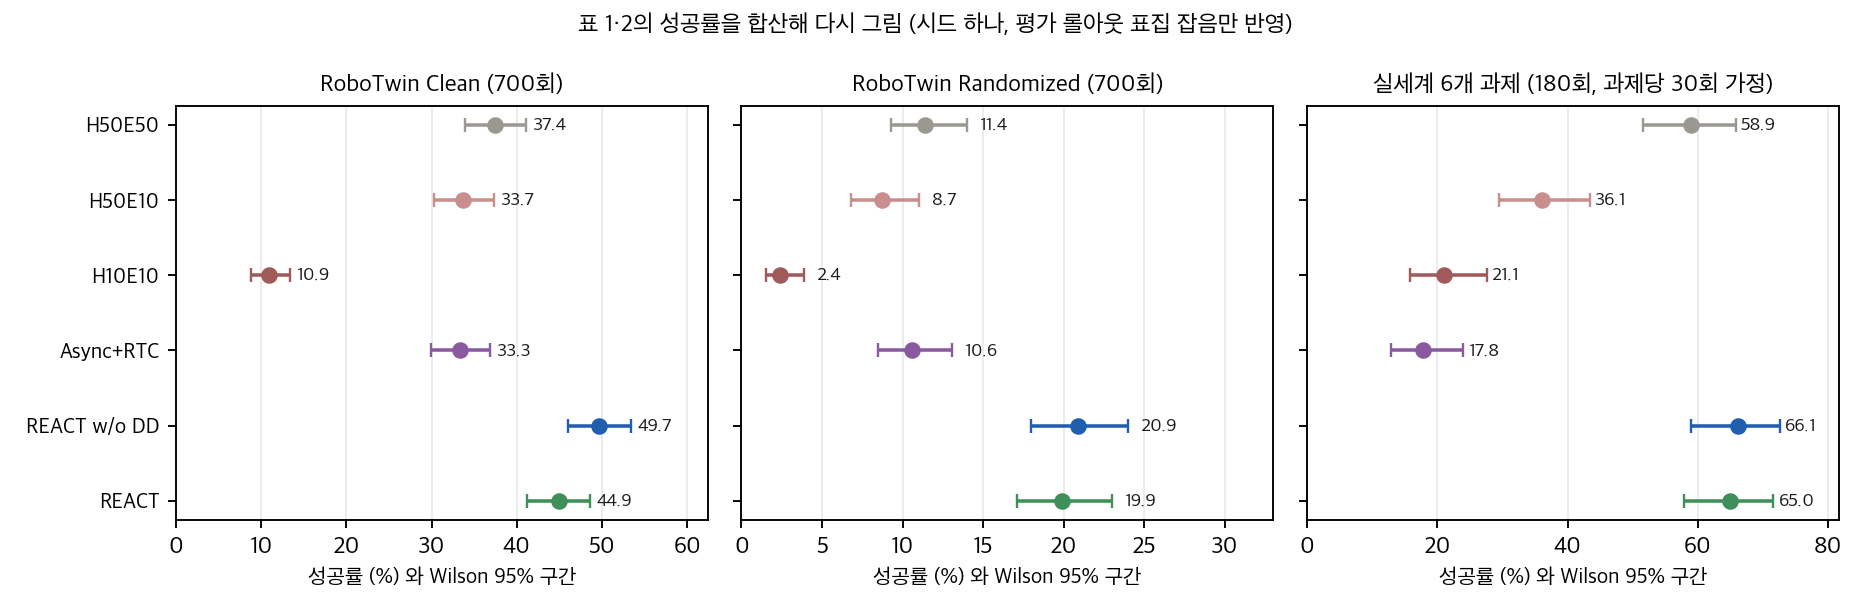 표 1·2의 성공률을 합산해 다시 그림 (시드 하나, 평가 롤아웃 표집 잡음만 반영)
RoboTwin Clean (700회)
H50E50
H50E10
H10E10
Async+RTC
REACT w/o DD
REACT
37.4
33.7
10.9
33.3
49.7
44.9
0 10 20 30 40 50 60
성공률 (%) 와 Wilson 95% 구간
RoboTwin Randomized (700회)
11.4
8.7
2.4
10.6
20.9
19.9
0 5 10 15 20 25 30
성공률 (%) 와 Wilson 95% 구간
실세계 6개 과제 (180회, 과제당 30회 가정)
58.9
36.1
21.1
17.8
66.1
65.0
0 20 40 60 80
성공률 (%) 와 Wilson 95% 구간